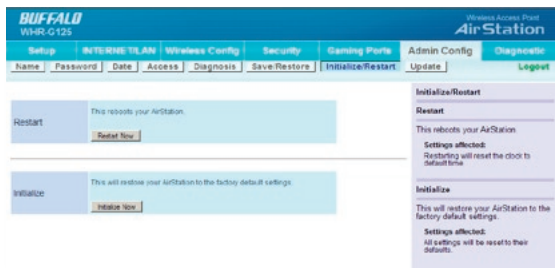 BUFFALO
WHR-G125
Wireless Access Point
AirStation
Setup INTERNET/LAN Wireless Config Security Gaming Ports Admin Config Diagnostic
Name Password Date Access Diagnosis Save/Restore Initialize/Restart Update Logout
Restart
This reboots your AirStation.
Restart Now
Initialize
This will restore your AirStation to the factory default settings.
Initialize Now
Initialize/Restart
Restart
This reboots your AirStation
Settings affected:
Restarting will reset the clock to
default time
Initialize
This will restore your AirStation to the
factory default settings.
Settings affected:
All settings will be reset to their
defaults.